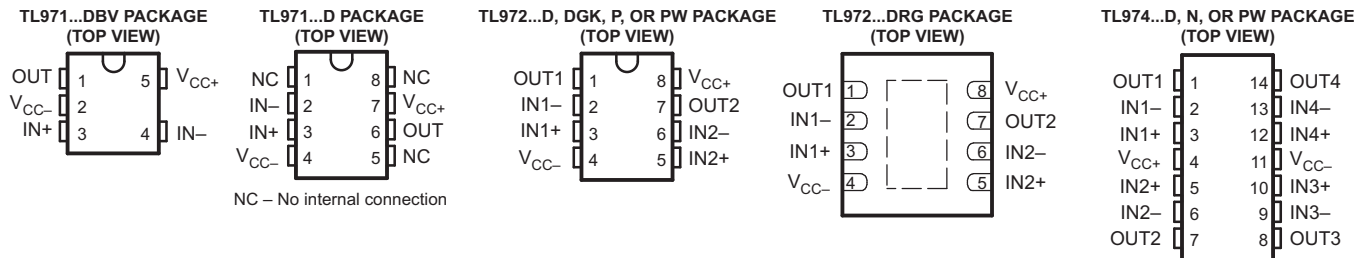 TL971...DBV PACKAGE
(TOP VIEW)
OUT 1 5 VCC+
VCC– 2
IN+ 3 4 IN–
TL971...D PACKAGE
(TOP VIEW)
NC 1 8 NC
IN– 2 7 VCC+
IN+ 3 6 OUT
VCC– 4 5 NC
NC – No internal connection
TL972...D, DGK, P, OR PW PACKAGE
(TOP VIEW)
OUT1 1 8 VCC+
IN1– 2 7 OUT2
IN1+ 3 6 IN2–
VCC– 4 5 IN2+
TL972...DRG PACKAGE
(TOP VIEW)
OUT1 1 8 VCC+
IN1– 2 7 OUT2
IN1+ 3 6 IN2–
VCC– 4 5 IN2+
TL974...D, N, OR PW PACKAGE
(TOP VIEW)
OUT1 1 14 OUT4
IN1– 2 13 IN4–
IN1+ 3 12 IN4+
VCC+ 4 11 VCC–
IN2+ 5 10 IN3+
IN2– 6 9 IN3–
OUT2 7 8 OUT3